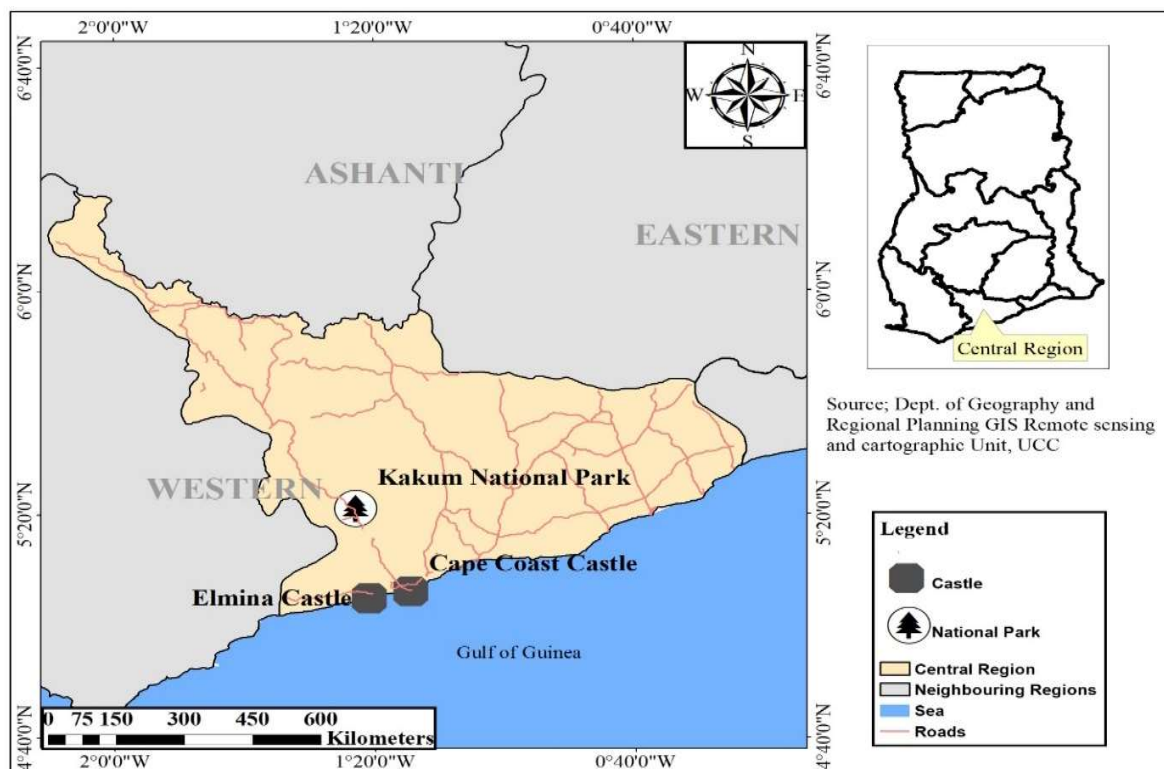 2°0'0"W 1°20'0"W 0°40'0"W
6°40'0"N
6°0'0"N
5°20'0"N
4°40'0"N
N
W E
S
ASHANTI
EASTERN
WESTERN
Kakum National Park
Cape Coast Castle
Elmina Castle
Gulf of Guinea
0 75 150 300 450 600
Kilometers
2°0'0"W 1°20'0"W 0°40'0"W
6°40'0"N
6°0'0"N
5°20'0"N
4°40'0"N
Central Region
Source; Dept. of Geography and
Regional Planning GIS Remote sensing
and cartographic Unit, UCC
Legend
Castle
National Park
Central Region
Neighbouring Regions
Sea
Roads